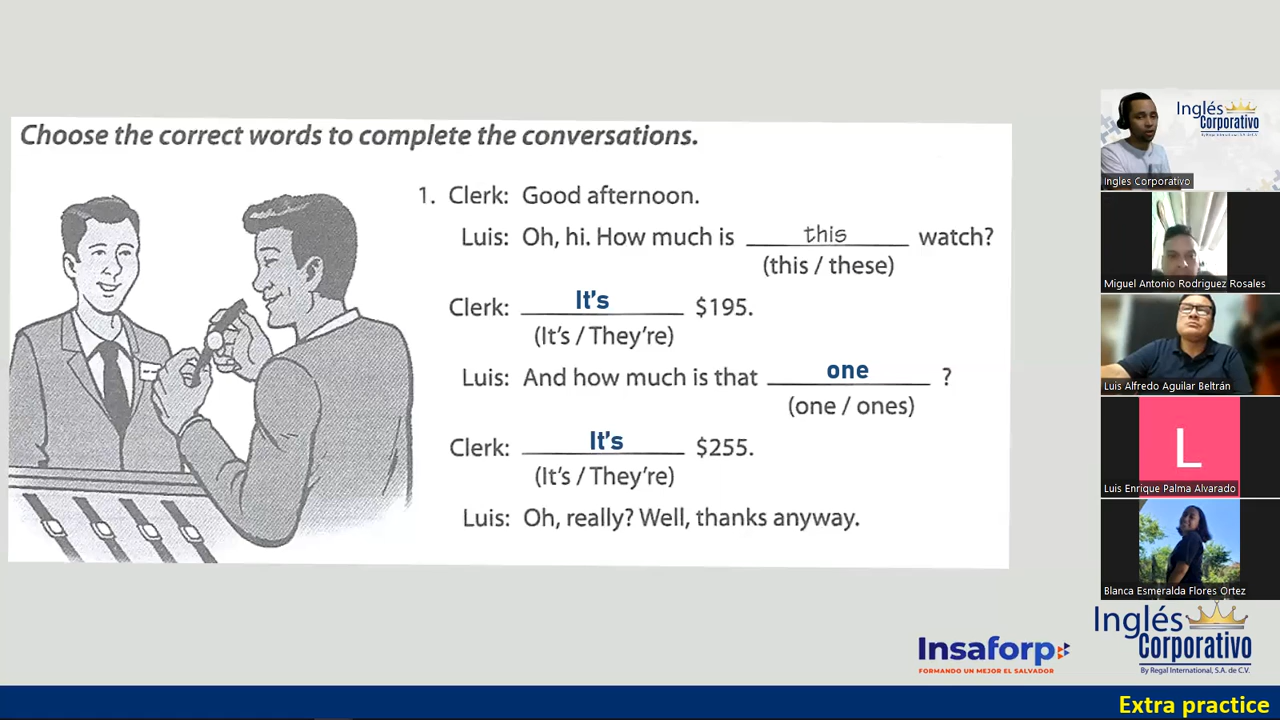 Choose the correct words to complete the conversations.
1. Clerk: Good afternoon.
Luis: Oh, hi. How much is this watch?
(this / these)
Clerk: It's $195.
(It's / They're)
Luis: And how much is that one ?
(one / ones)
Clerk: It's $255.
(It's / They're)
Luis: Oh, really? Well, thanks anyway.
Inglés
Corporativo
By Regal International, S.A. de C.V.
Ingles Corporativo
Miguel Antonio Rodriguez Rosales
Luis Alfredo Aguilar Beltrán
L
Luis Enrique Palma Alvarado
Blanca Esmeralda Flores Ortez
Insaforp
FORMANDO UN MEJOR EL SALVADOR
Inglés
Corporativo
By Regal International, S.A. de C.V.
Extra practice